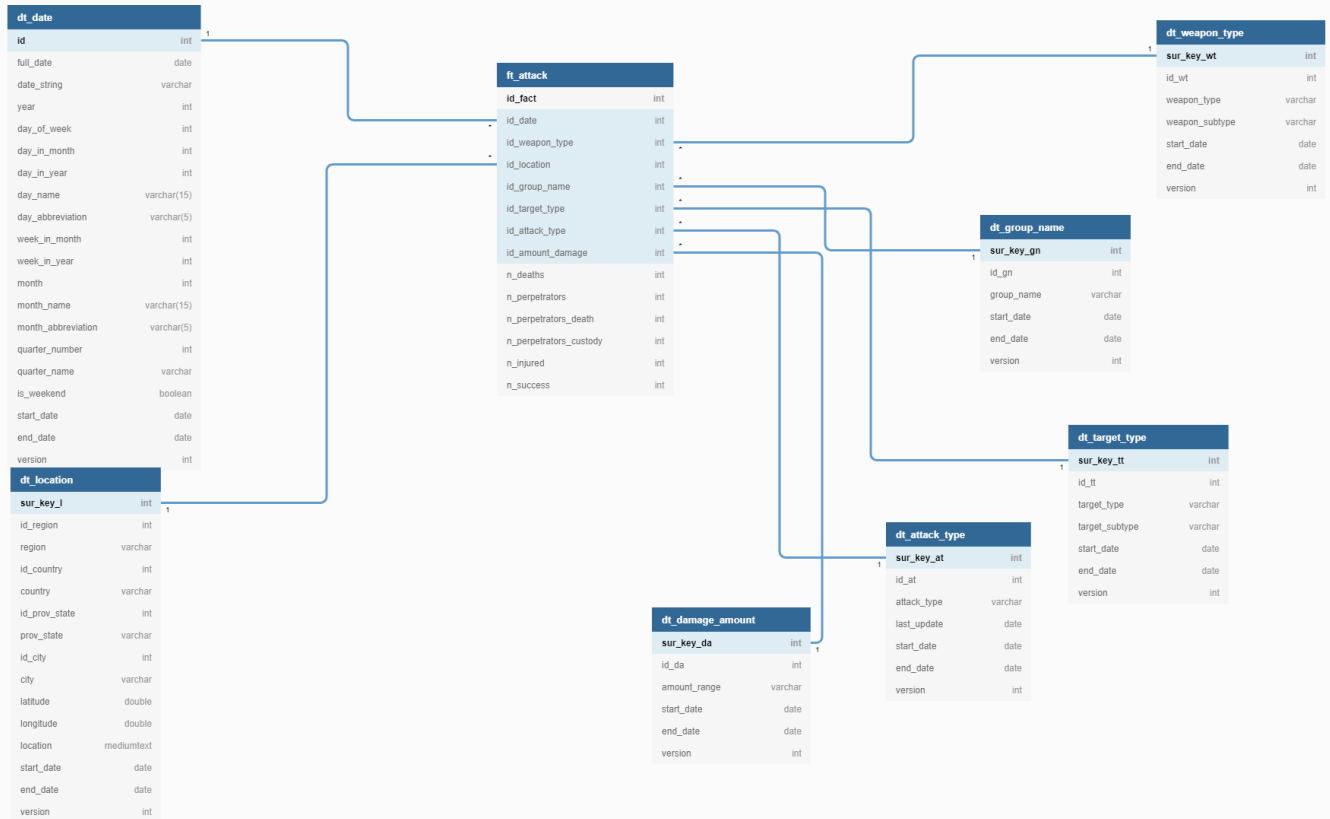 dt_date
id int
full_date date
date_string varchar
year int
day_of_week int
day_in_month int
day_in_year int
day_name varchar(15)
day_abbreviation varchar(5)
week_in_month int
week_in_year int
month int
month_name varchar(15)
month_abbreviation varchar(5)
quarter_number int
quarter_name varchar
is_weekend boolean
start_date date
end_date date
version int
1
dt_location
sur_key_l int
id_region int
region varchar
id_country int
country varchar
id_prov_state int
prov_state varchar
id_city int
city varchar
latitude double
longitude double
location mediumtext
start_date date
end_date date
version int
1
ft_attack
id_fact int
id_date int
id_weapon_type int
id_location int
id_group_name int
id_target_type int
id_attack_type int
id_amount_damage int
n_deaths int
n_perpetrators int
n_perpetrators_death int
n_perpetrators_custody int
n_injured int
n_success int
*
*
*
*
*
*
*
dt_weapon_type
sur_key_wt int
id_wt int
weapon_type varchar
weapon_subtype varchar
start_date date
end_date date
version int
1
dt_group_name
sur_key_gn int
id_gn int
group_name varchar
start_date date
end_date date
version int
1
dt_target_type
sur_key_tt int
id_tt int
target_type varchar
target_subtype varchar
start_date date
end_date date
version int
1
dt_attack_type
sur_key_at int
id_at int
attack_type varchar
last_update date
start_date date
end_date date
version int
1
dt_damage_amount
sur_key_da int
id_da int
amount_range varchar
start_date date
end_date date
version int
1